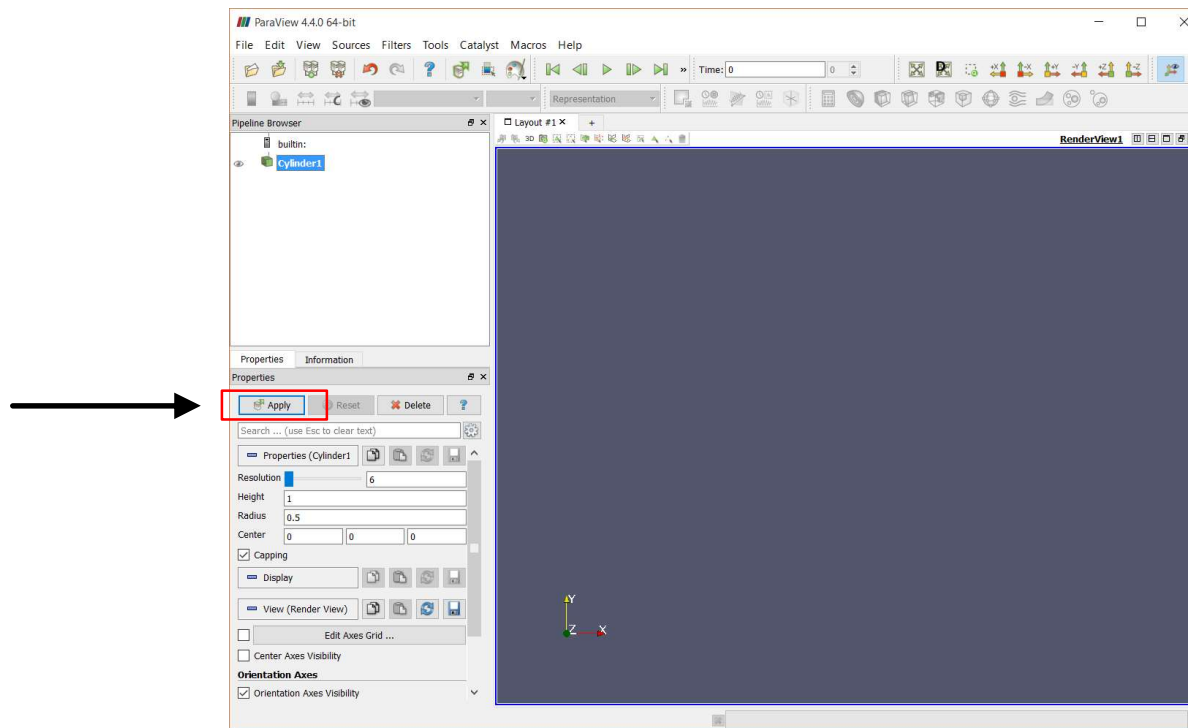 ParaView 4.4.0 64-bit
File Edit View Sources Filters Tools Catalyst Macros Help
Time: 0 0
Representation
Pipeline Browser
Layout #1
3D
RenderView1
builtin:
Cylinder1
Properties Information
Properties
Apply Reset Delete ?
Search ... (use Esc to clear text)
Properties (Cylinder1
Resolution 6
Height 1
Radius 0.5
Center 0 0 0
Capping
Display
View (Render View)
Edit Axes Grid ...
Center Axes Visibility
Orientation Axes
Orientation Axes Visibility
Y
Z X